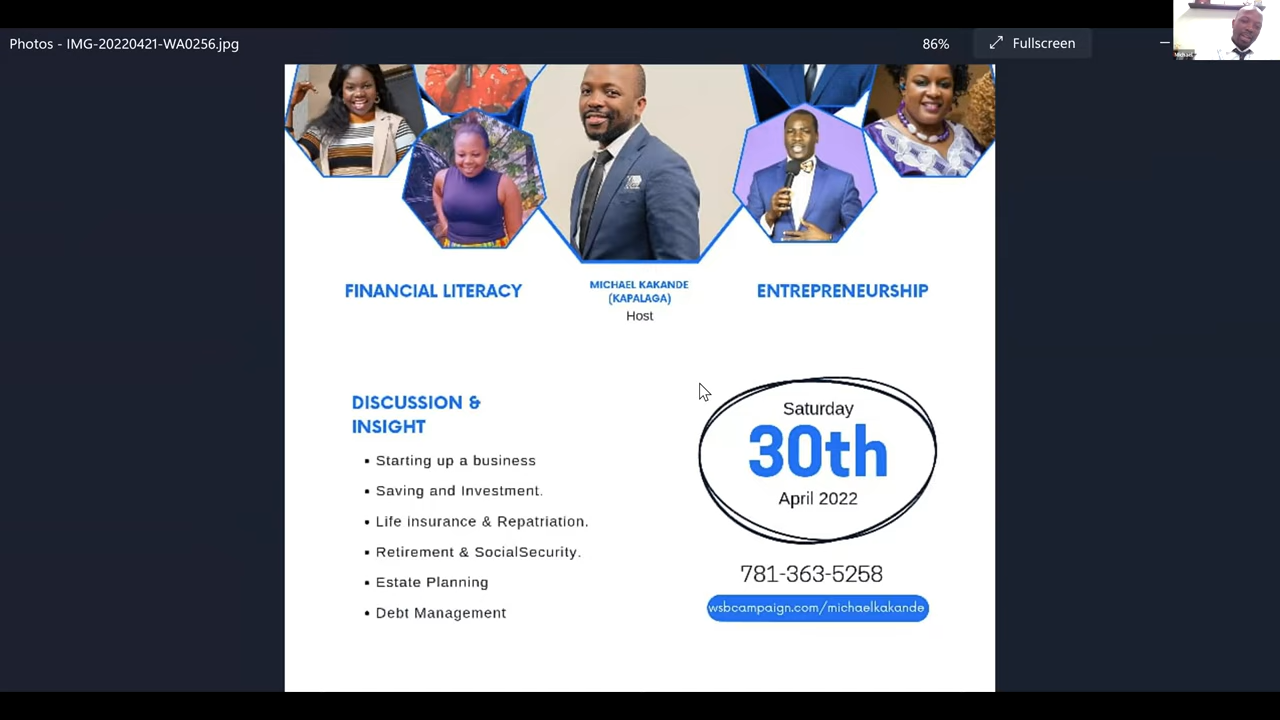 Photos - IMG-20220421-WA0256.jpg
86%
Fullscreen
FINANCIAL LITERACY
MICHAEL KAKANDE
(KAPALAGA)
Host
ENTREPRENEURSHIP
DISCUSSION &
INSIGHT
• Starting up a business
• Saving and Investment.
• Life insurance & Repatriation.
• Retirement & SocialSecurity.
• Estate Planning
• Debt Management
Saturday
30th
April 2022
781-363-5258
wsbcampaign.com/michaelkakande